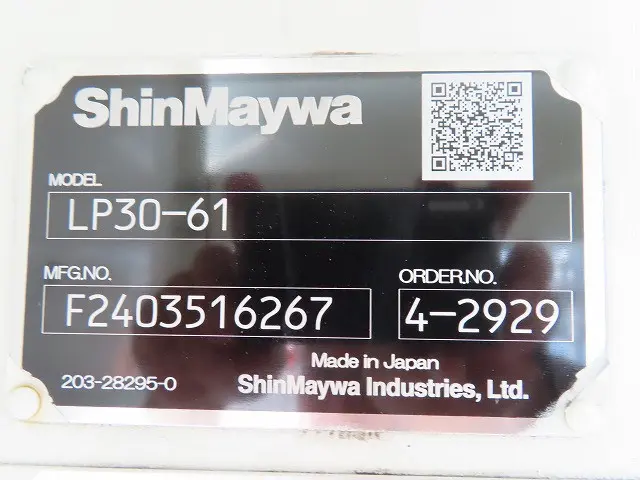 ShinMaywa
MODEL
LP30-61
MFG.NO.
F2403516267
ORDER.NO.
4-2929
Made in Japan
203-28295-0
ShinMaywa Industries, Ltd.